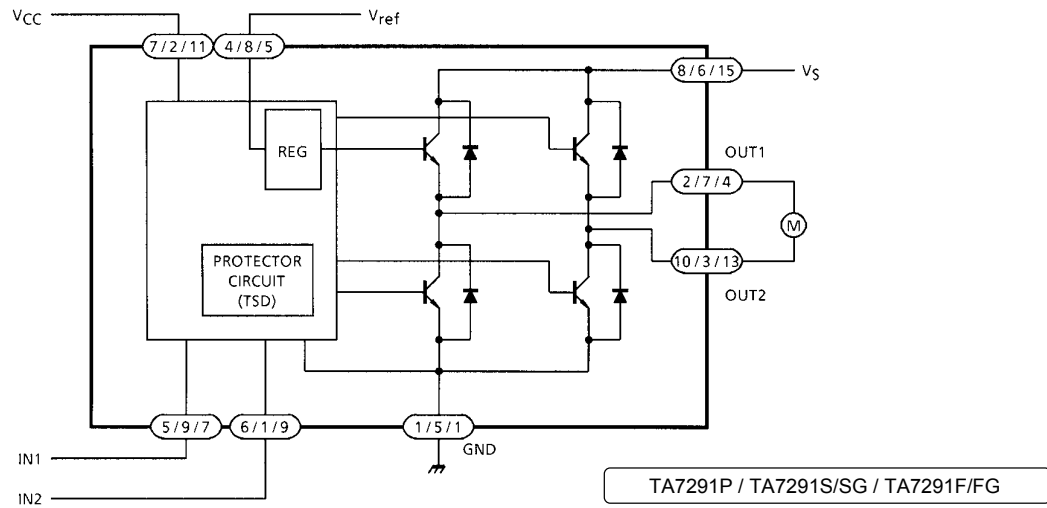 VCC
Vref
7/2/11
4/8/5
8/6/15
VS
REG
OUT1
2/7/4
M
PROTECTOR
CIRCUIT
(TSD)
10/3/13
OUT2
5/9/7
6/1/9
1/5/1
GND
IN1
IN2
TA7291P / TA7291S/SG / TA7291F/FG